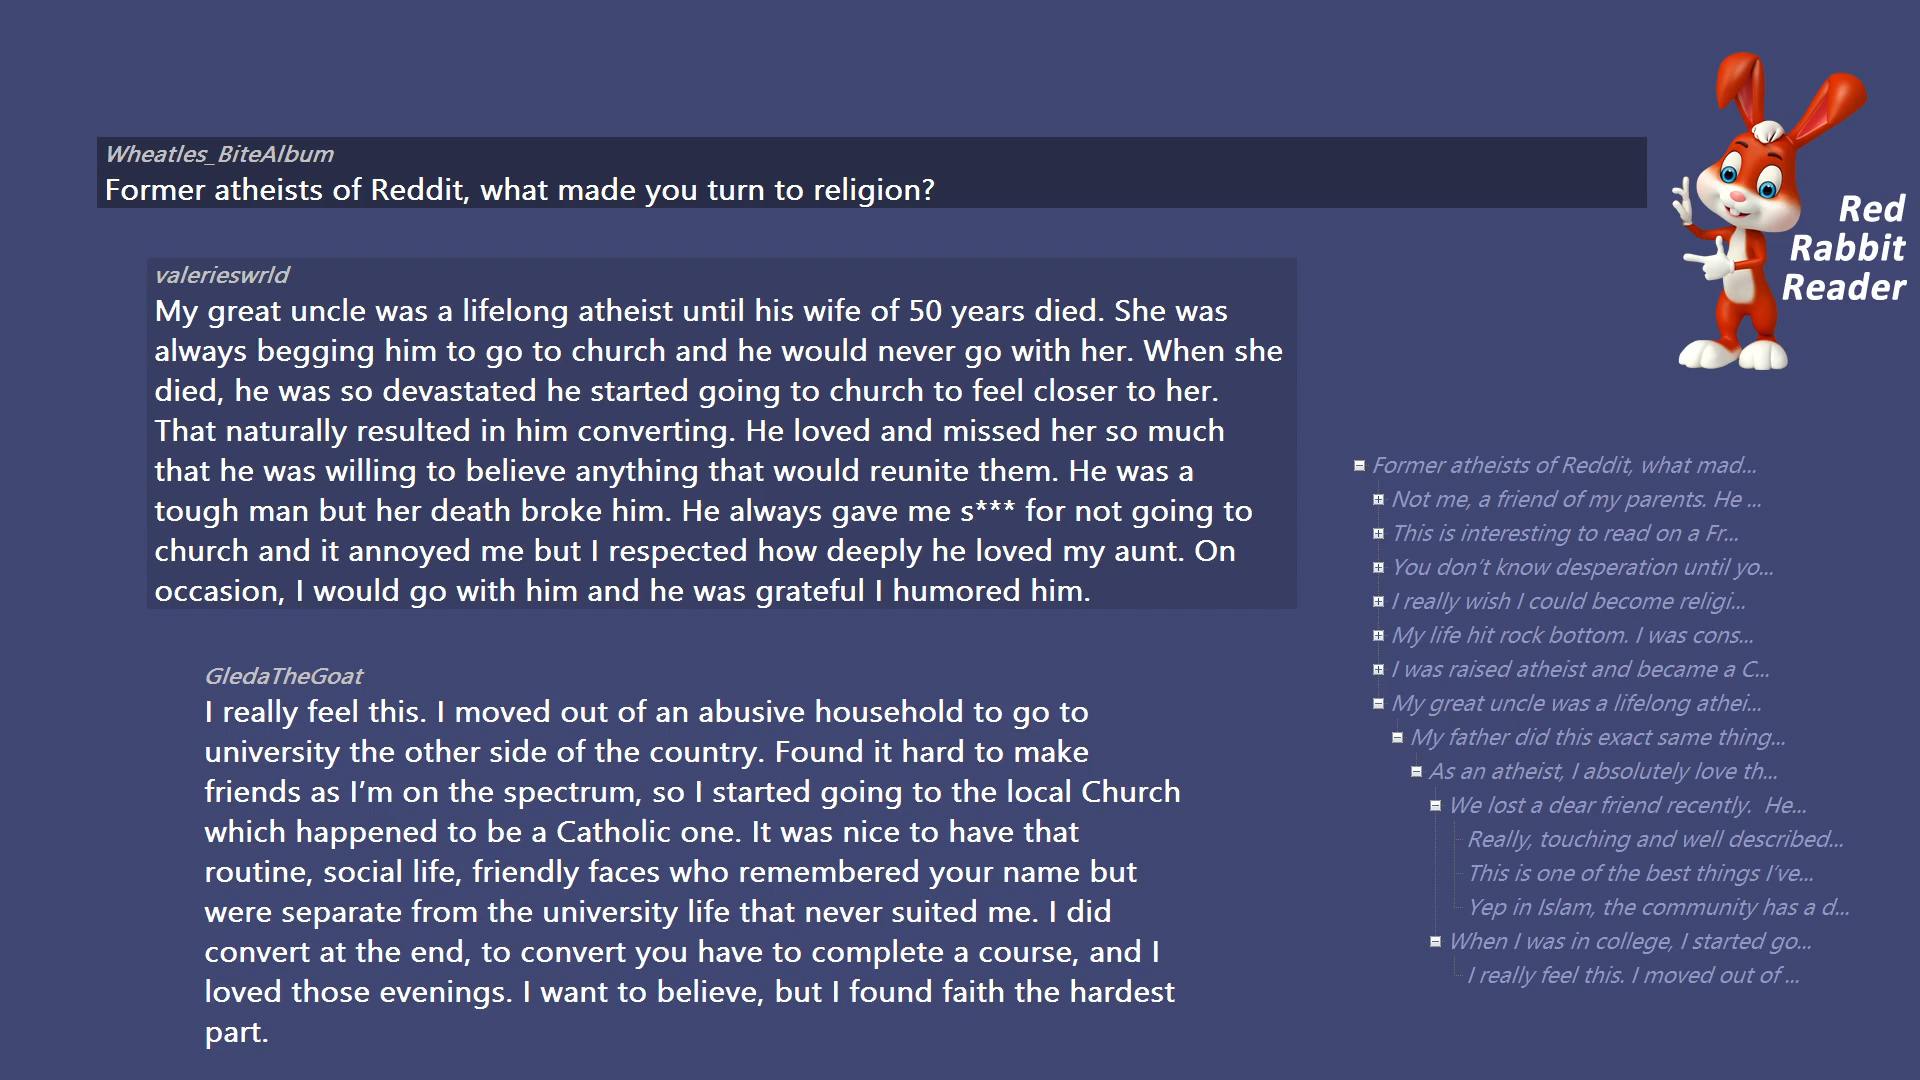 Wheatles_BiteAlbum
Former atheists of Reddit, what made you turn to religion?
valerieswrld
My great uncle was a lifelong atheist until his wife of 50 years died. She was
always begging him to go to church and he would never go with her. When she
died, he was so devastated he started going to church to feel closer to her.
That naturally resulted in him converting. He loved and missed her so much
that he was willing to believe anything that would reunite them. He was a
tough man but her death broke him. He always gave me s*** for not going to
church and it annoyed me but I respected how deeply he loved my aunt. On
occasion, I would go with him and he was grateful I humored him.
GledaTheGoat
I really feel this. I moved out of an abusive household to go to
university the other side of the country. Found it hard to make
friends as I’m on the spectrum, so I started going to the local Church
which happened to be a Catholic one. It was nice to have that
routine, social life, friendly faces who remembered your name but
were separate from the university life that never suited me. I did
convert at the end, to convert you have to complete a course, and I
loved those evenings. I want to believe, but I found faith the hardest
part.
Red
Rabbit
Reader
Former atheists of Reddit, what mad...
Not me, a friend of my parents. He ...
This is interesting to read on a Fr...
You don’t know desperation until yo...
I really wish I could become religi...
My life hit rock bottom. I was cons...
I was raised atheist and became a C...
My great uncle was a lifelong athei...
My father did this exact same thing...
As an atheist, I absolutely love th...
We lost a dear friend recently.  He...
Really, touching and well described...
This is one of the best things I’ve...
Yep in Islam, the community has a d...
When I was in college, I started go...
I really feel this. I moved out of ...